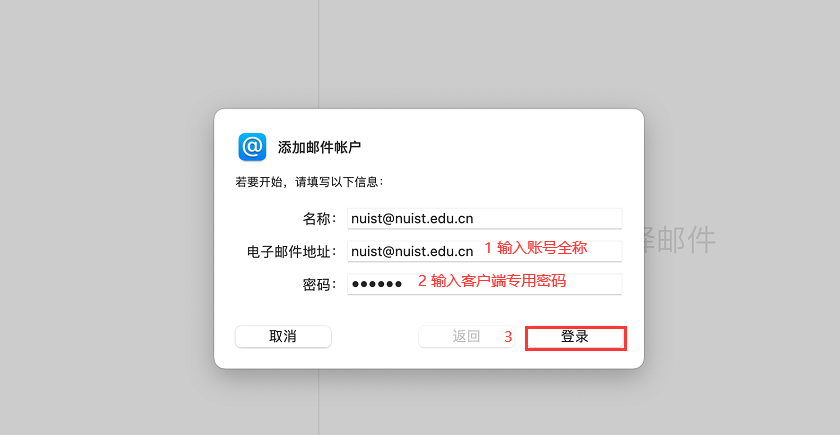 @ 添加邮件帐户
若要开始，请填写以下信息：
名称： nuist@nuist.edu.cn
择邮件
电子邮件地址： nuist@nuist.edu.cn 1 输入账号全称
密码： •••••• 2 输入客户端专用密码
取消 返回 3 登录